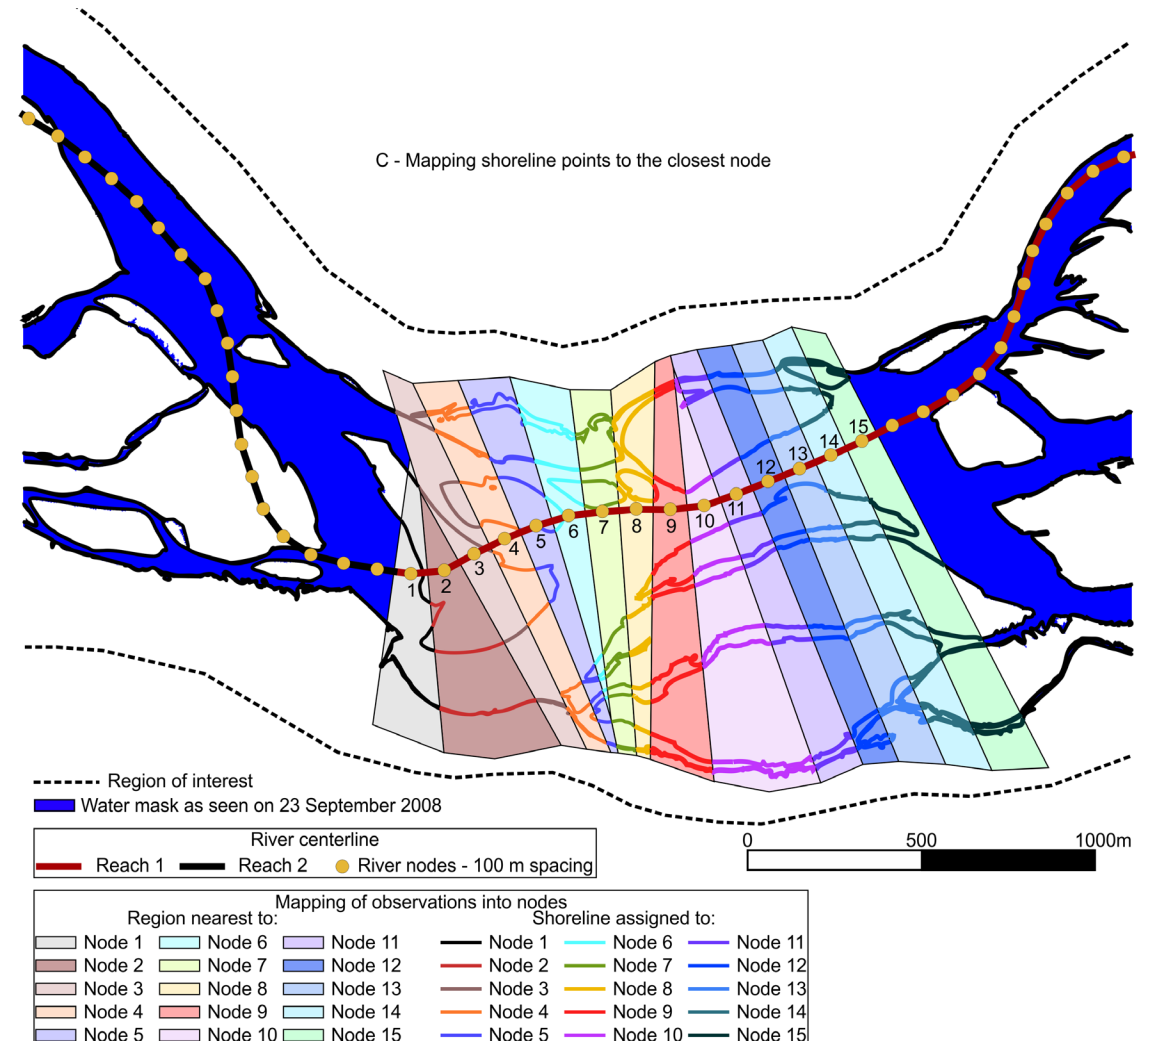 C - Mapping shoreline points to the closest node
15
14
13
12
11
10
9
8
7
6
5
4
3
2
1
Region of interest
Water mask as seen on 23 September 2008
River centerline
Reach 1 Reach 2 River nodes - 100 m spacing
0 500 1000m
Mapping of observations into nodes
Region nearest to: Shoreline assigned to:
Node 1 Node 6 Node 11 Node 1 Node 6 Node 11
Node 2 Node 7 Node 12 Node 2 Node 7 Node 12
Node 3 Node 8 Node 13 Node 3 Node 8 Node 13
Node 4 Node 9 Node 14 Node 4 Node 9 Node 14
Node 5 Node 10 Node 15 Node 5 Node 10 Node 15